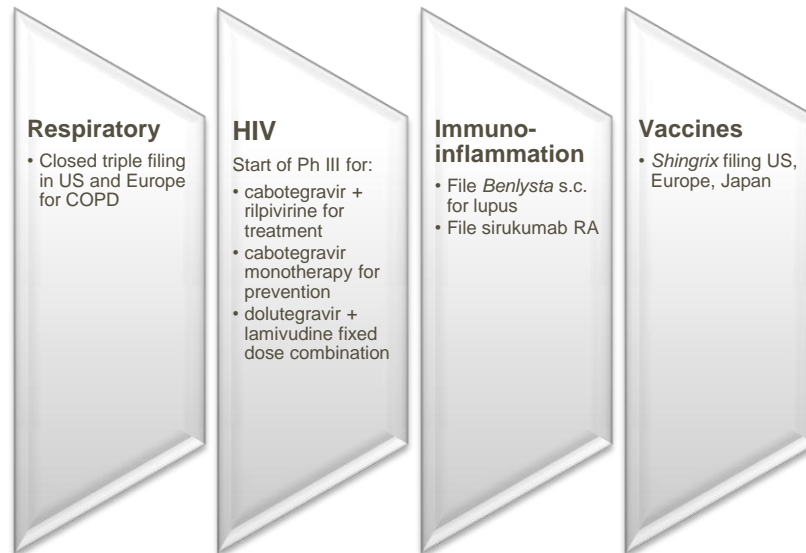 Respiratory
• Closed triple filing
in US and Europe
for COPD
HIV
Start of Ph III for:
• cabotegravir +
rilpivirine for
treatment
• cabotegravir
monotherapy for
prevention
• dolutegravir +
lamivudine fixed
dose combination
Immuno-
inflammation
• File Benlysta s.c.
for lupus
• File sirukumab RA
Vaccines
• Shingrix filing US,
Europe, Japan